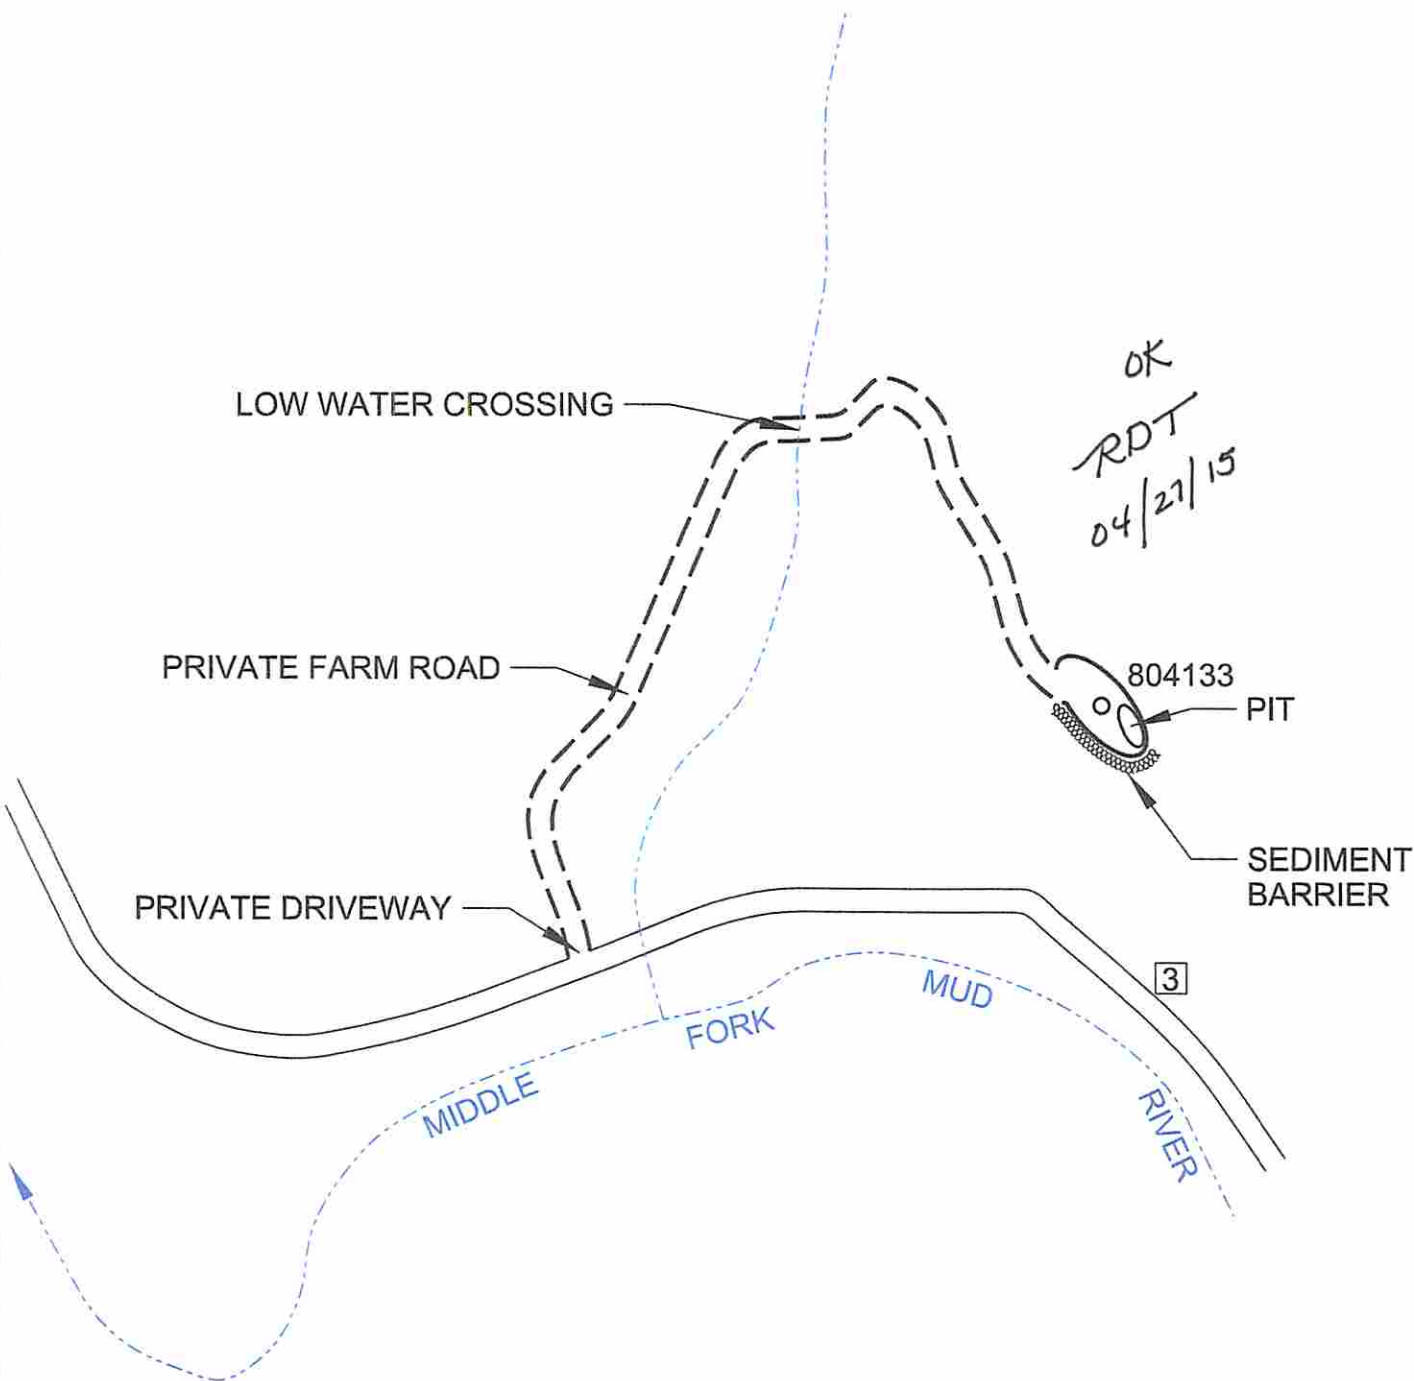 LOW WATER CROSSING
OK
RDT
04/27/15
PRIVATE FARM ROAD
804133
PIT
SEDIMENT
BARRIER
PRIVATE DRIVEWAY
3
MUD
FORK
MIDDLE
RIVER